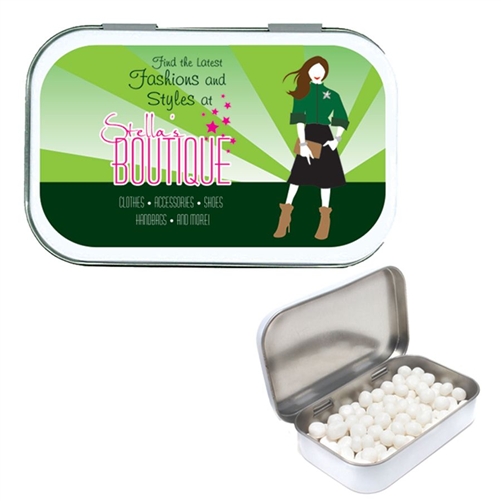 Find the Latest
Fashions and
Styles at
Stella's
BOUTIQUE
CLOTHES • ACCESSORIES • SHOES
HANDBAGS • AND MORE!